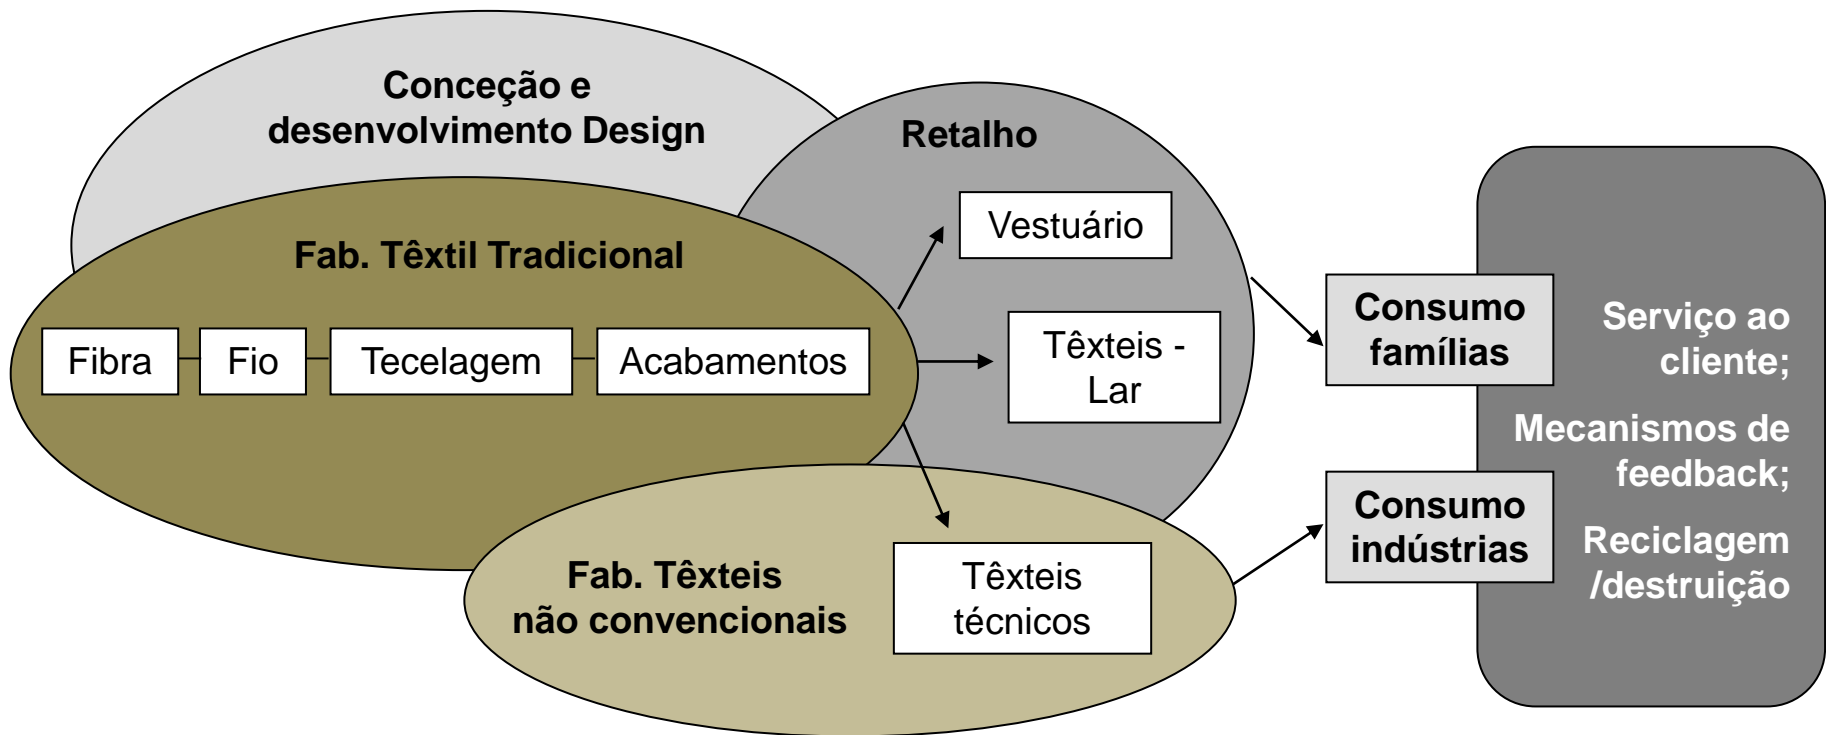 Conceção e
desenvolvimento Design
Retalho
Vestuário
Fab. Têxtil Tradicional
Fibra
Fio
Tecelagem
Acabamentos
Têxteis -
Lar
Fab. Têxteis
não convencionais
Têxteis
técnicos
Consumo
famílias
Consumo
indústrias
Serviço ao
cliente;
Mecanismos de
feedback;
Reciclagem
/destruição